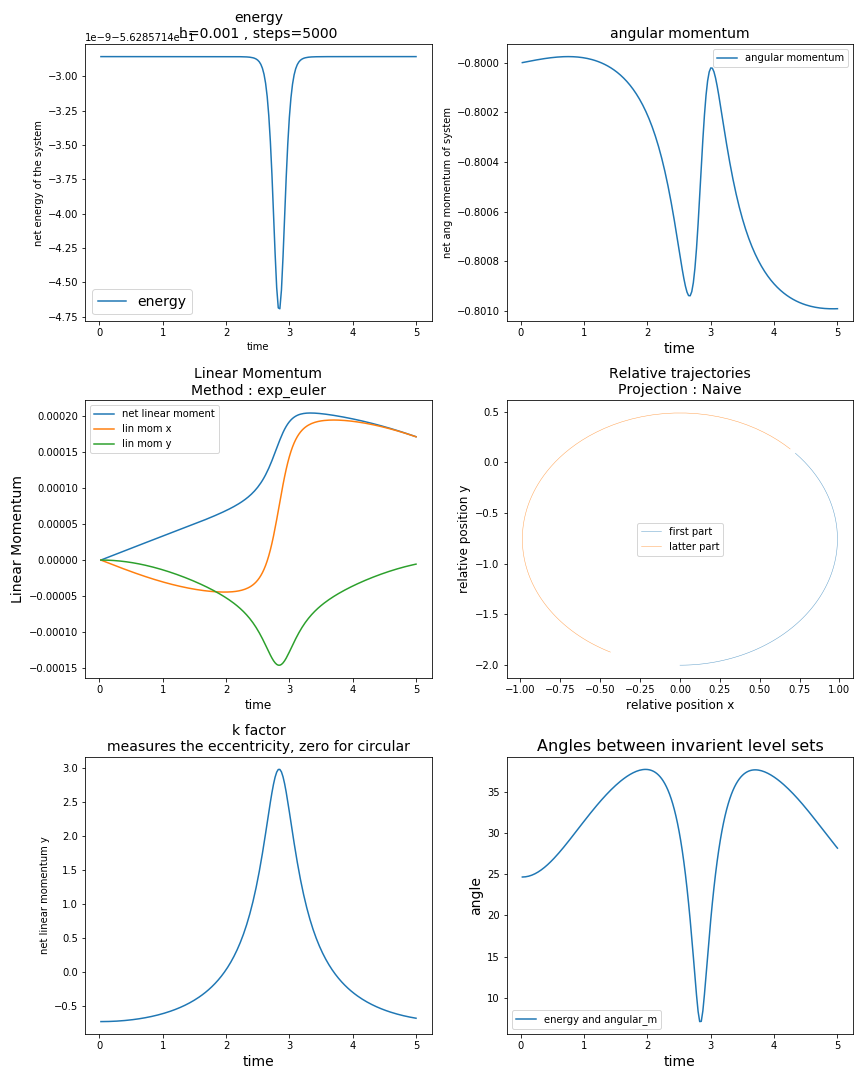 energy
h=0.001 , steps=5000
1e−9−5.6285714e−1
−3.00
−3.25
−3.50
−3.75
−4.00
−4.25
−4.50
−4.75
net energy of the system
energy
0 1 2 3 4 5
time
angular momentum
−0.8000
−0.8002
−0.8004
−0.8006
−0.8008
−0.8010
net ang momentum of system
angular momentum
0 1 2 3 4 5
time
Linear Momentum
Method : exp_euler
0.00020
0.00015
0.00010
0.00005
0.00000
−0.00005
−0.00010
−0.00015
Linear Momentum
net linear moment
lin mom x
lin mom y
0 1 2 3 4 5
time
Relative trajectories
Projection : Naive
0.5
0.0
−0.5
−1.0
−1.5
−2.0
relative position y
first part
latter part
−1.00 −0.75 −0.50 −0.25 0.00 0.25 0.50 0.75 1.00
relative position x
k factor
measures the eccentricity, zero for circular
3.0
2.5
2.0
1.5
1.0
0.5
0.0
−0.5
net linear momentum y
0 1 2 3 4 5
time
Angles between invarient level sets
35
30
25
20
15
10
angle
energy and angular_m
0 1 2 3 4 5
time